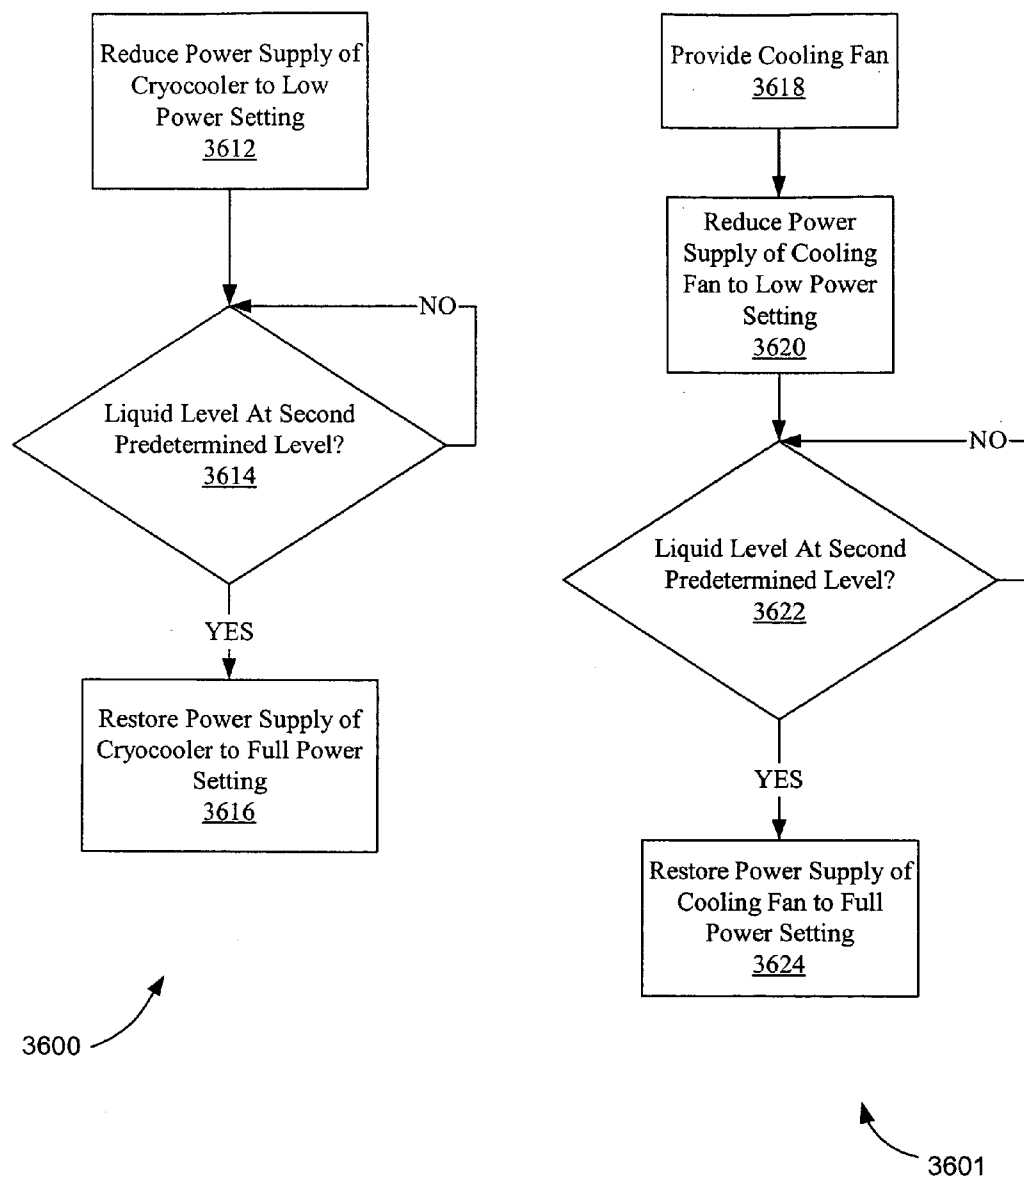 Reduce Power Supply of
Cryocooler to Low
Power Setting
3612
NO
Liquid Level At Second
Predetermined Level?
3614
YES
Restore Power Supply of
Cryocooler to Full Power
Setting
3616
3600
Provide Cooling Fan
3618
Reduce Power
Supply of Cooling
Fan to Low Power
Setting
3620
NO
Liquid Level At Second
Predetermined Level?
3622
YES
Restore Power Supply of
Cooling Fan to Full
Power Setting
3624
3601